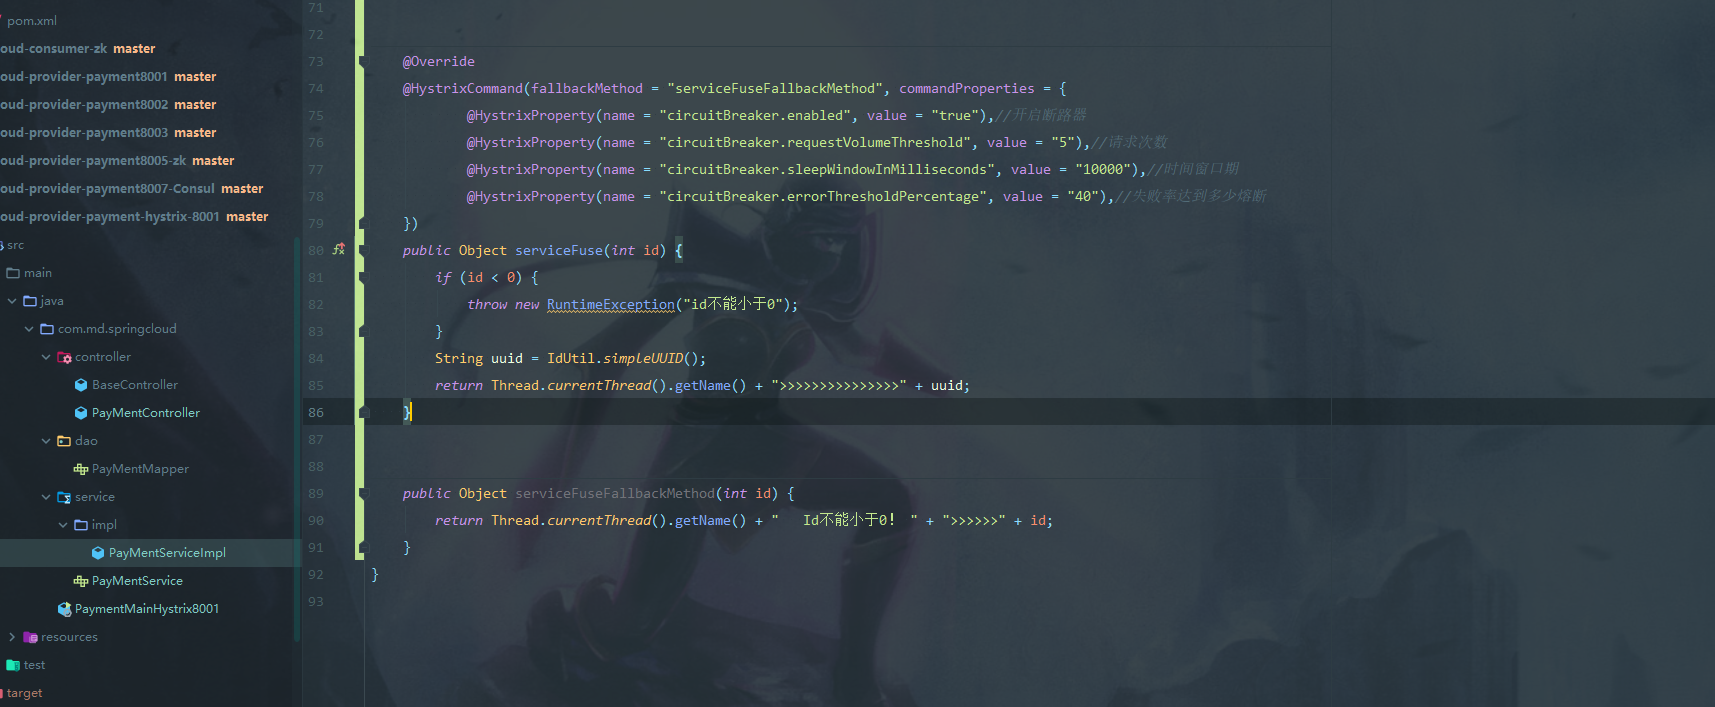 pom.xml
oud-consumer-zk master
oud-provider-payment8001 master
oud-provider-payment8002 master
oud-provider-payment8003 master
oud-provider-payment8005-zk master
oud-provider-payment8007-Consul master
oud-provider-payment-hystrix-8001 master
src
main
java
com.md.springcloud
controller
BaseController
PayMentController
dao
PayMentMapper
service
impl
PayMentServiceImpl
PayMentService
PaymentMainHystrix8001
resources
test
target
71
72
73 @Override
74 @HystrixCommand(fallbackMethod = "serviceFuseFallbackMethod", commandProperties = {
75 @HystrixProperty(name = "circuitBreaker.enabled", value = "true"),//开启断路器
76 @HystrixProperty(name = "circuitBreaker.requestVolumeThreshold", value = "5"),//请求次数
77 @HystrixProperty(name = "circuitBreaker.sleepWindowInMilliseconds", value = "10000"),//时间窗口期
78 @HystrixProperty(name = "circuitBreaker.errorThresholdPercentage", value = "40"),//失败率达到多少熔断
79 })
80 public Object serviceFuse(int id) {
81 if (id < 0) {
82 throw new RuntimeException("id不能小于0");
83 }
84 String uuid = IdUtil.simpleUUID();
85 return Thread.currentThread().getName() + ">>>>>>>>>>>>>>>" + uuid;
86 }
87
88
89 public Object serviceFuseFallbackMethod(int id) {
90 return Thread.currentThread().getName() + "   Id不能小于0！ " + ">>>>>>" + id;
91 }
92 }
93